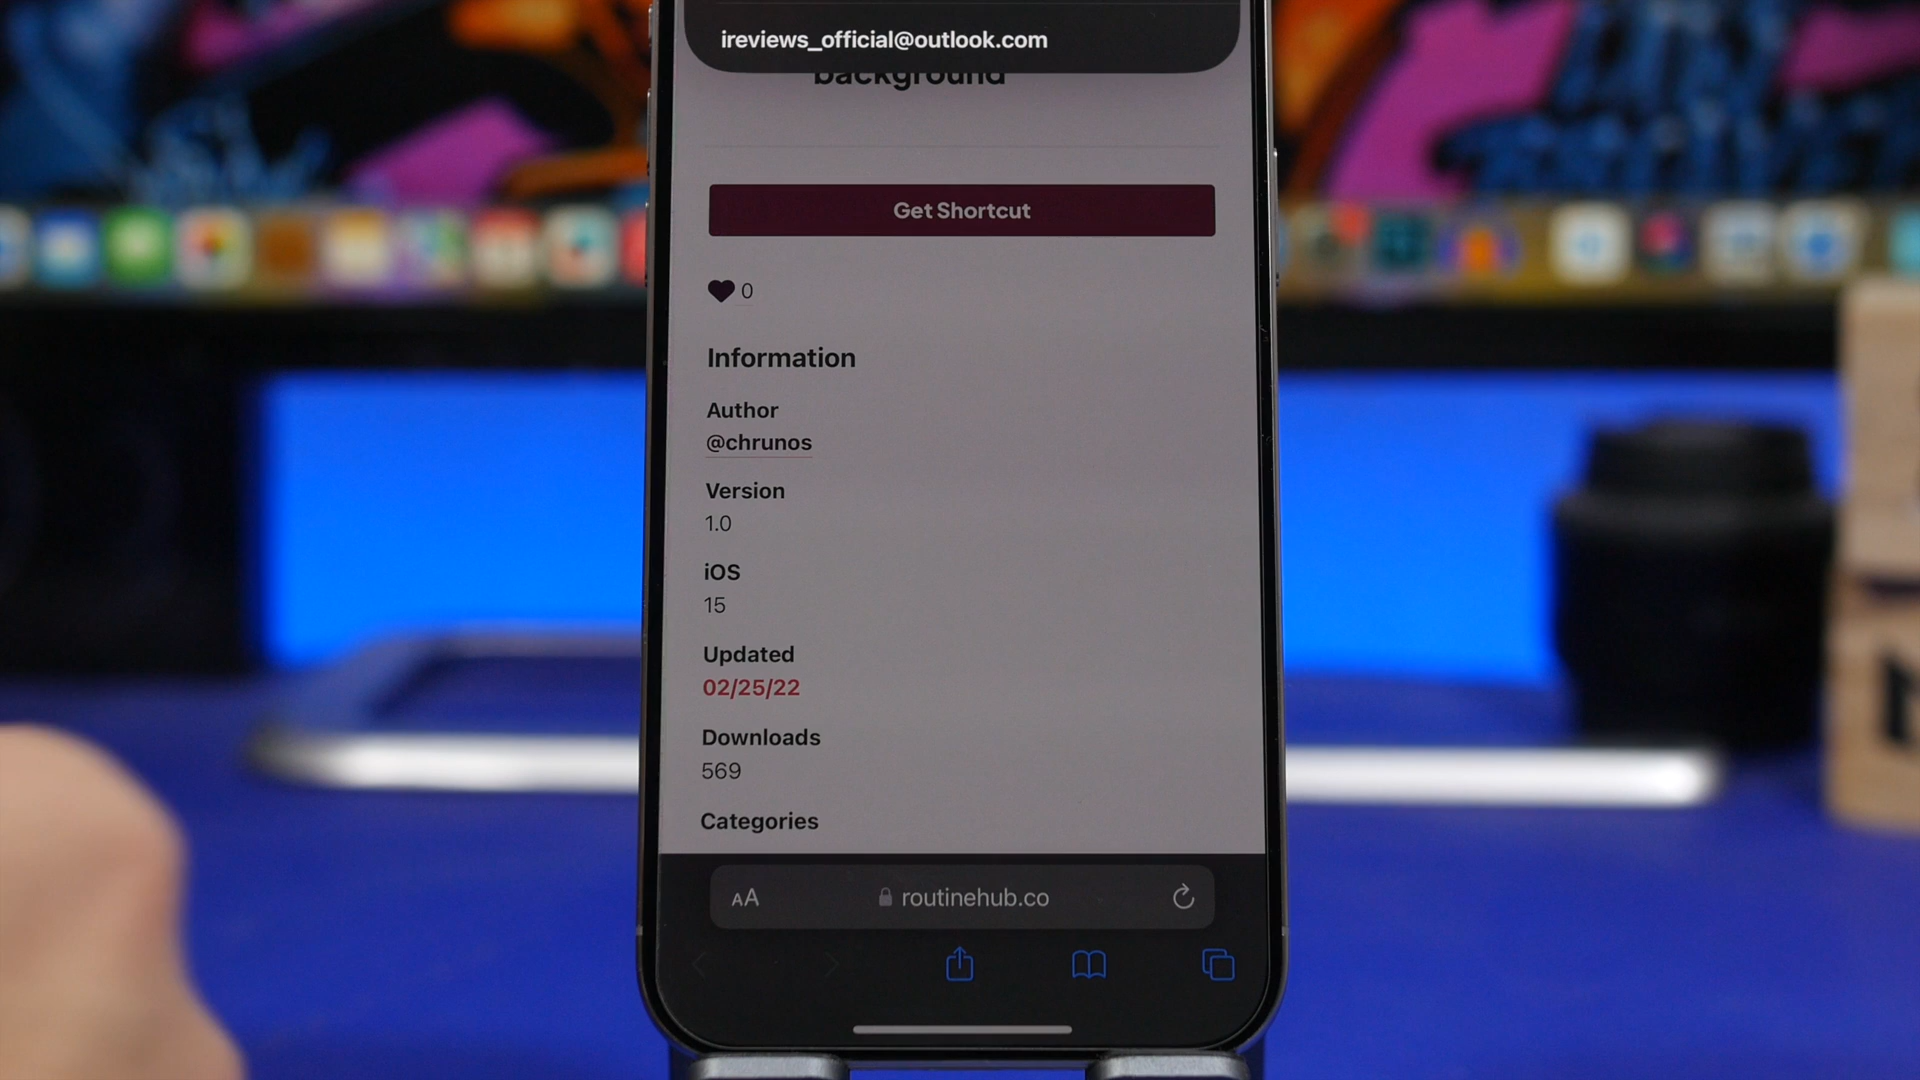 ireviews_official@outlook.com
background
Get Shortcut
0
Information
Author
@chrunos
Version
1.0
iOS
15
Updated
02/25/22
Downloads
569
Categories
AA
routinehub.co